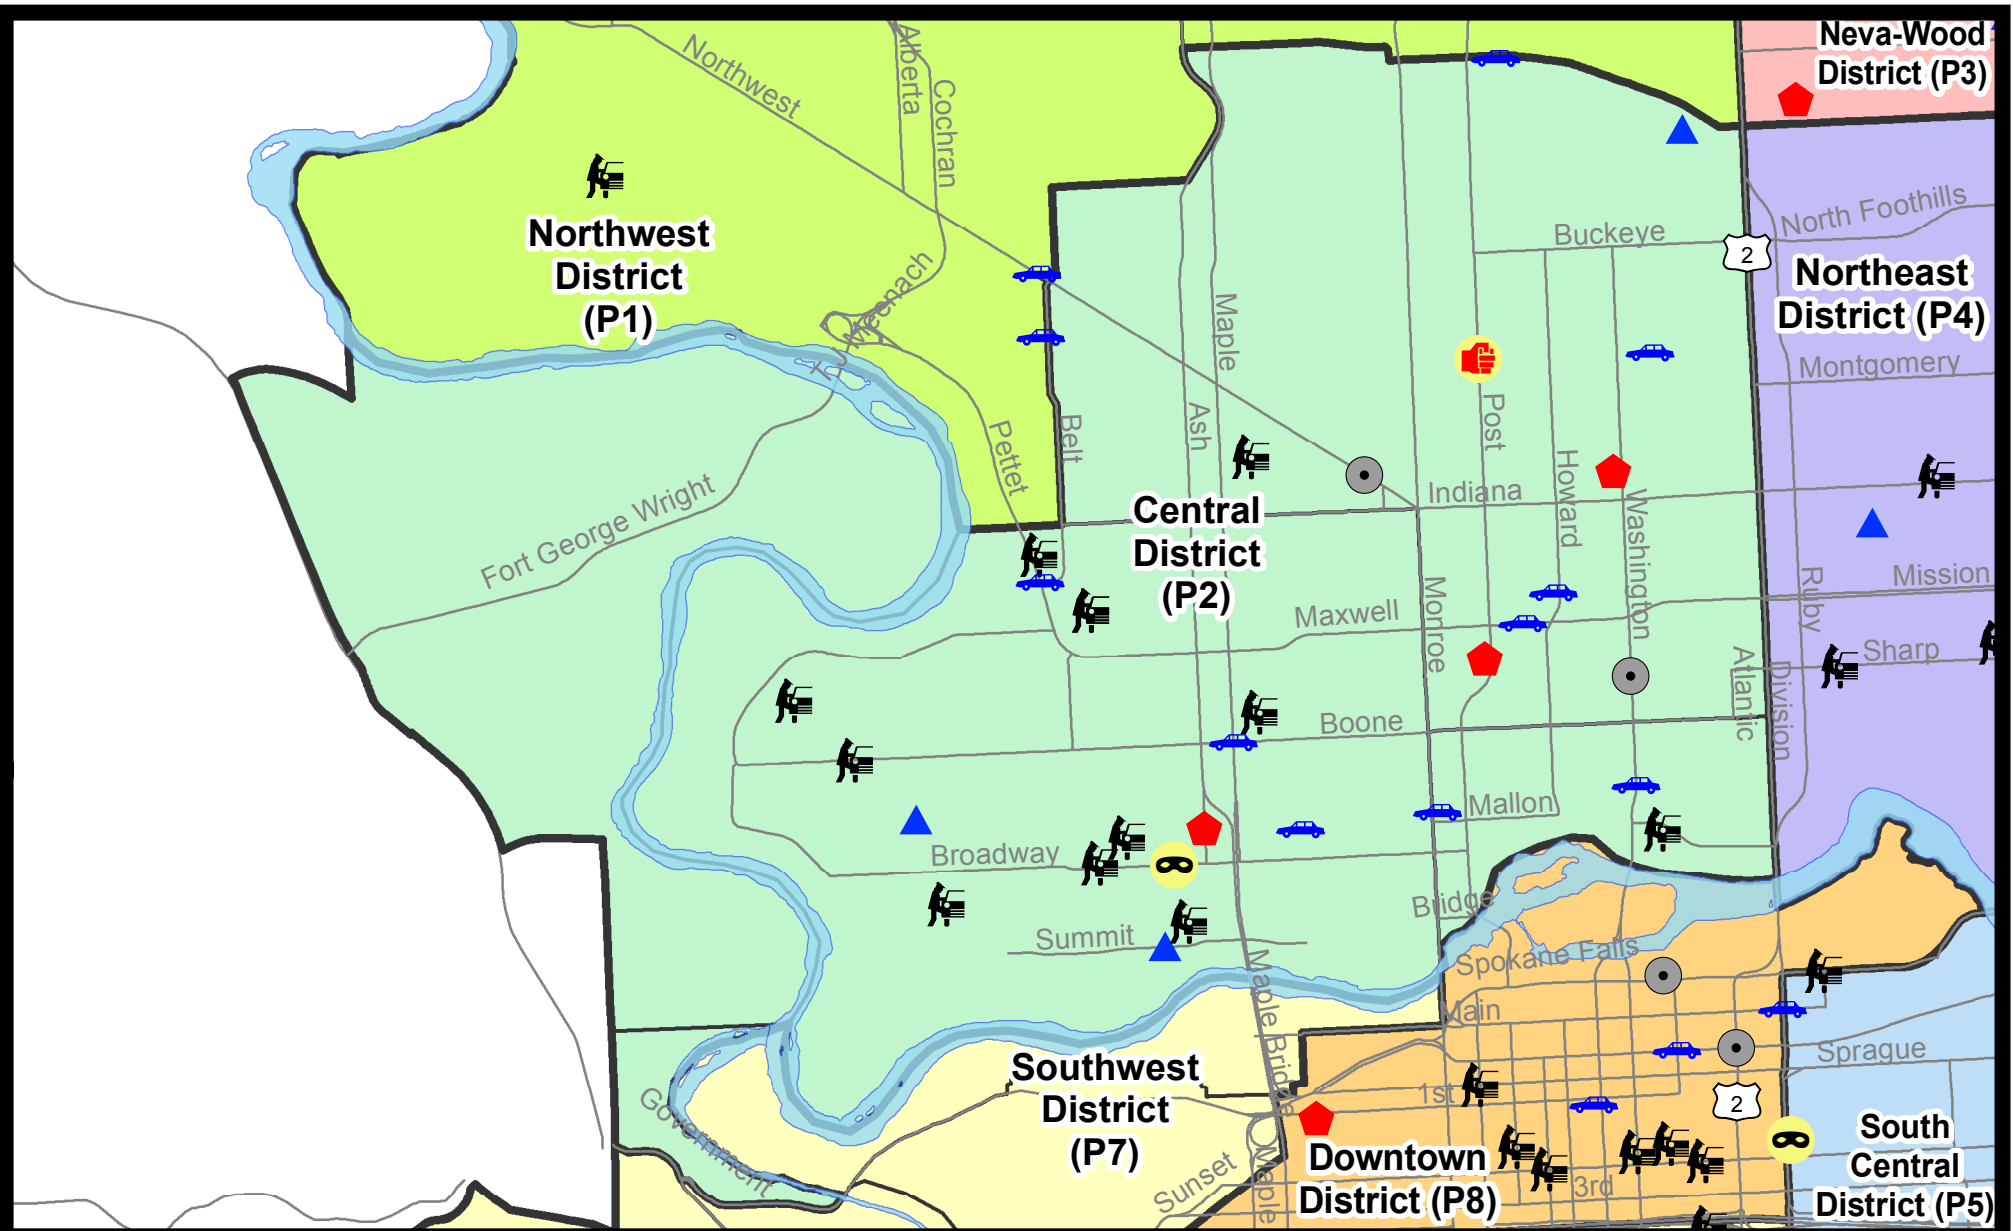 Neva-Wood
District (P3)
Northwest
Alberta
Cochran
North Foothills
Buckeye
2
Northwest
District
(P1)
Northeast
District (P4)
T J Meenach
Maple
Montgomery
Ash
Post
Belt
Pettet
Howard
Indiana
Washington
Fort George Wright
Central
District
(P2)
Mission
Ruby
Maxwell
Monroe
Sharp
Atlantic
Division
Boone
Mallon
Broadway
Bridge
Summit
Spokane Falls
Maple Bridge
Main
Sprague
Southwest
District
(P7)
1st
2
Government
South
Central
District (P5)
Downtown
District (P8)
Sunset
Maple
3rd